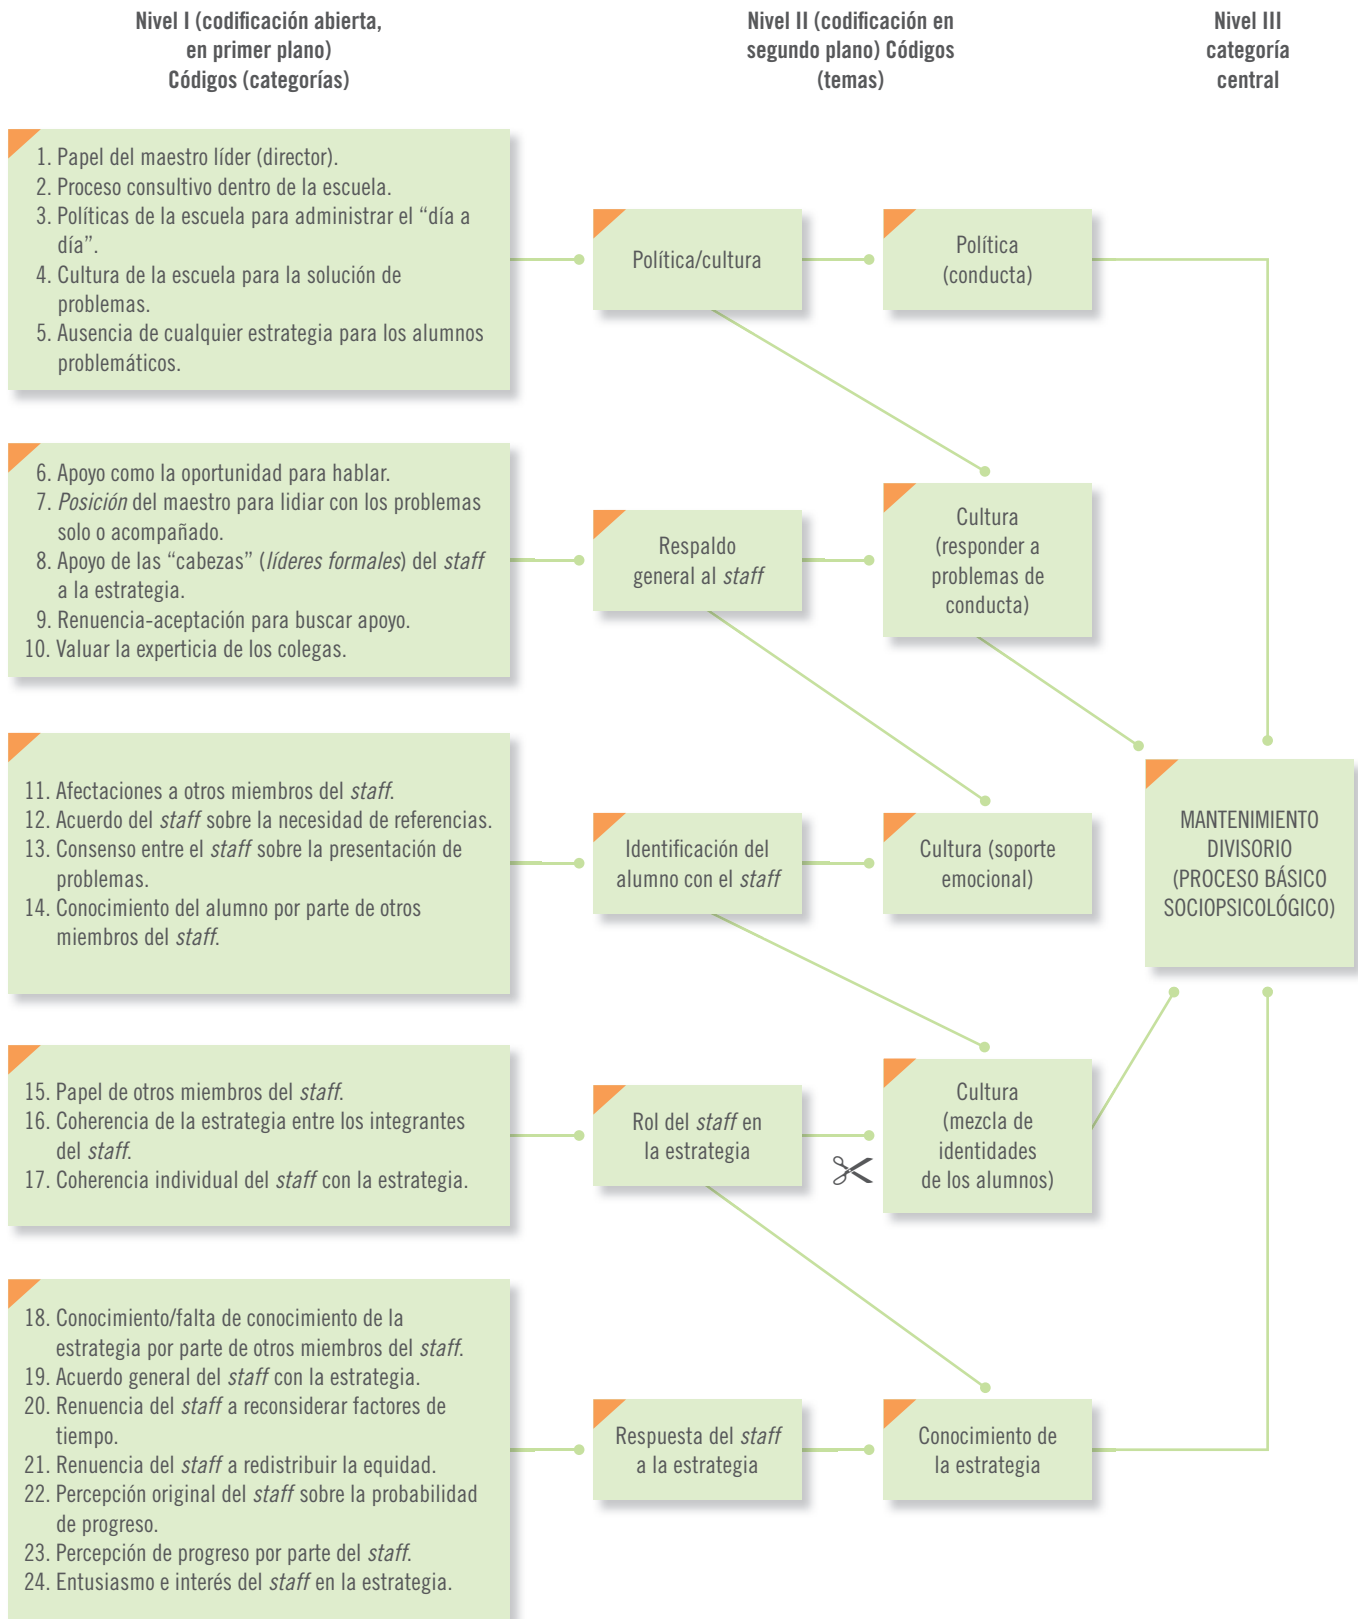 Nivel I (codificación abierta,
en primer plano)
Códigos (categorías)
Nivel II (codificación en
segundo plano) Códigos
(temas)
Nivel III
categoría
central
1. Papel del maestro líder (director).
2. Proceso consultivo dentro de la escuela.
3. Políticas de la escuela para administrar el “día a
día”.
4. Cultura de la escuela para la solución de
problemas.
5. Ausencia de cualquier estrategia para los alumnos
problemáticos.
Política/cultura
Política
(conducta)
6. Apoyo como la oportunidad para hablar.
7. Posición del maestro para lidiar con los problemas
solo o acompañado.
8. Apoyo de las “cabezas” (líderes formales) del staff
a la estrategia.
9. Renuencia-aceptación para buscar apoyo.
10. Valuar la experticia de los colegas.
Respaldo
general al staff
Cultura
(responder a
problemas de
conducta)
11. Afectaciones a otros miembros del staff.
12. Acuerdo del staff sobre la necesidad de referencias.
13. Consenso entre el staff sobre la presentación de
problemas.
14. Conocimiento del alumno por parte de otros
miembros del staff.
Identificación del
alumno con el staff
Cultura (soporte
emocional)
MANTENIMIENTO
DIVISORIO
(PROCESO BÁSICO
SOCIOPSICOLÓGICO)
15. Papel de otros miembros del staff.
16. Coherencia de la estrategia entre los integrantes
del staff.
17. Coherencia individual del staff con la estrategia.
Rol del staff en
la estrategia
Cultura
(mezcla de
identidades
de los alumnos)
18. Conocimiento/falta de conocimiento de la
estrategia por parte de otros miembros del staff.
19. Acuerdo general del staff con la estrategia.
20. Renuencia del staff a reconsiderar factores de
tiempo.
21. Renuencia del staff a redistribuir la equidad.
22. Percepción original del staff sobre la probabilidad
de progreso.
23. Percepción de progreso por parte del staff.
24. Entusiasmo e interés del staff en la estrategia.
Respuesta del staff
a la estrategia
Conocimiento de
la estrategia